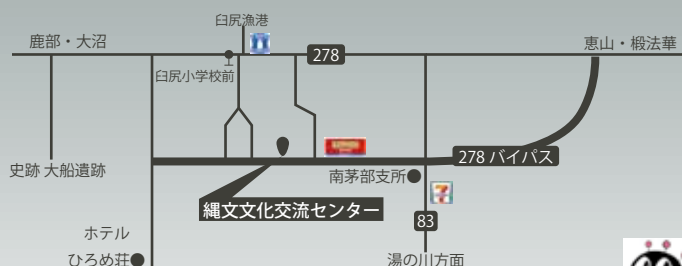 臼尻漁港
鹿部・大沼
恵山・椴法華
278
臼尻小学校前
278 バイパス
史跡 大船遺跡
南茅部支所
縄文文化交流センター
7
83
ホテル
ひろめ荘
湯の川方面